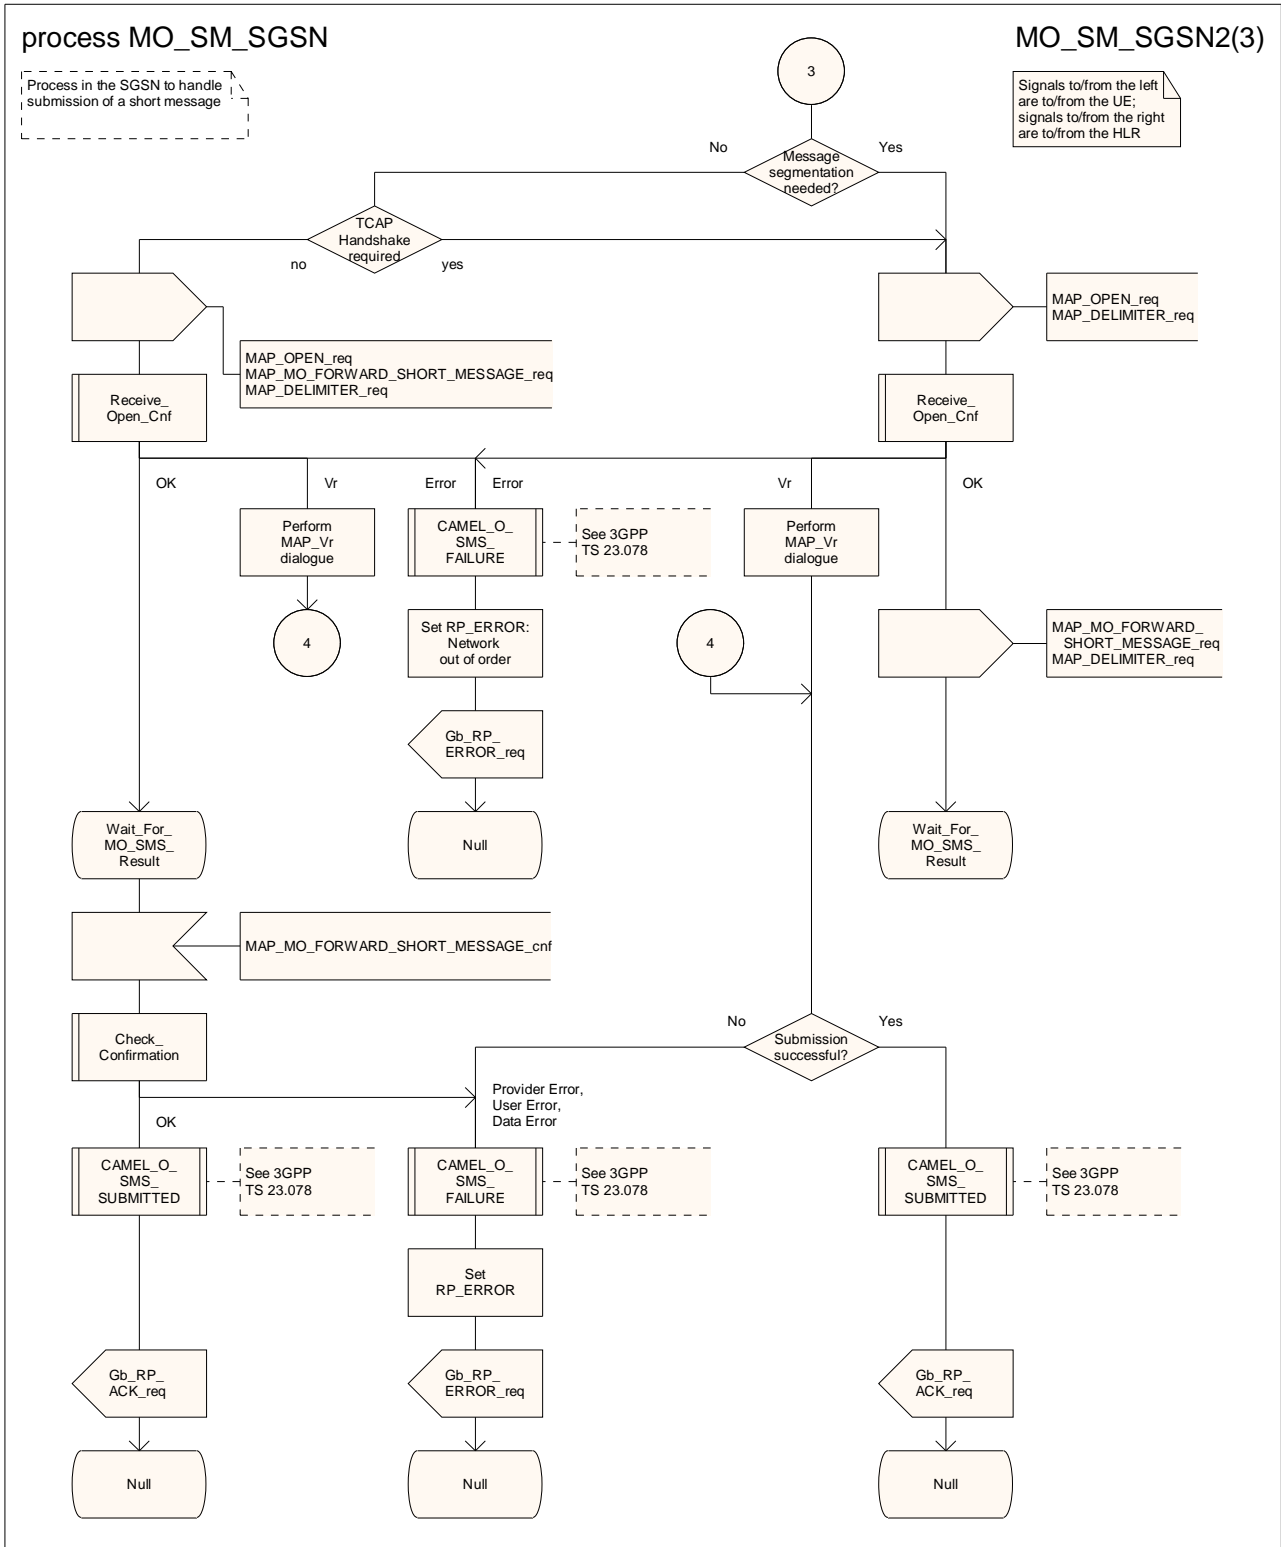 process MO_SM_SGSN
MO_SM_SGSN2(3)
Process in the SGSN to handle
submission of a short message
3
Signals to/from the left
are to/from the UE;
signals to/from the right
are to/from the HLR
No
Message
segmentation
needed?
Yes
TCAP
Handshake
required
no
yes
MAP_OPEN_req
MAP_DELIMITER_req
MAP_OPEN_req
MAP_MO_FORWARD_SHORT_MESSAGE_req
MAP_DELIMITER_req
Receive_
Open_Cnf
Receive_
Open_Cnf
OK
Vr
Error
Error
Vr
OK
Perform
MAP_Vr
dialogue
CAMEL_O_
SMS_
FAILURE
See 3GPP
TS 23.078
Perform
MAP_Vr
dialogue
4
Set RP_ERROR:
Network
out of order
4
MAP_MO_FORWARD_
SHORT_MESSAGE_req
MAP_DELIMITER_req
Gb_RP_
ERROR_req
Wait_For_
MO_SMS_
Result
Null
Wait_For_
MO_SMS_
Result
MAP_MO_FORWARD_SHORT_MESSAGE_cnf
Check_
Confirmation
No
Submission
successful?
Yes
Provider Error,
User Error,
Data Error
OK
CAMEL_O_
SMS_
SUBMITTED
See 3GPP
TS 23.078
CAMEL_O_
SMS_
FAILURE
See 3GPP
TS 23.078
CAMEL_O_
SMS_
SUBMITTED
See 3GPP
TS 23.078
Set
RP_ERROR
Gb_RP_
ACK_req
Gb_RP_
ERROR_req
Gb_RP_
ACK_req
Null
Null
Null